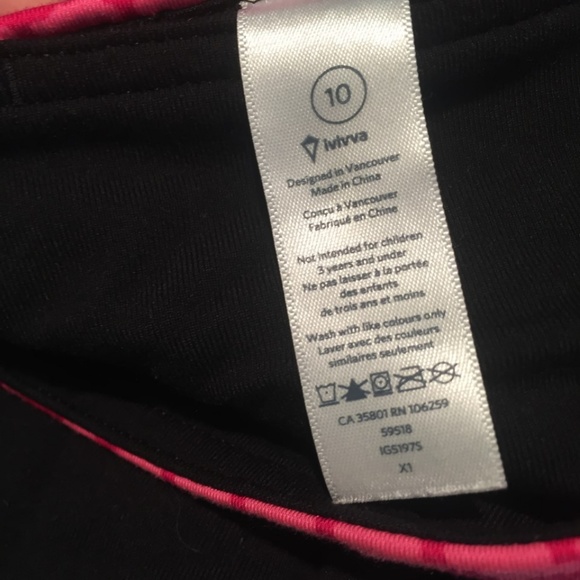 10
ivivva
Designed in Vancouver
Made in China
Conçu à Vancouver
Fabriqué en Chine
Not intended for children
3 years and under
Ne pas laisser à la portée
des enfants
de trois ans et moins
Wash with like colours only
Laver avec des couleurs
similaires seulement
CA 35801 RN 106259
59518
IGS197S
X1